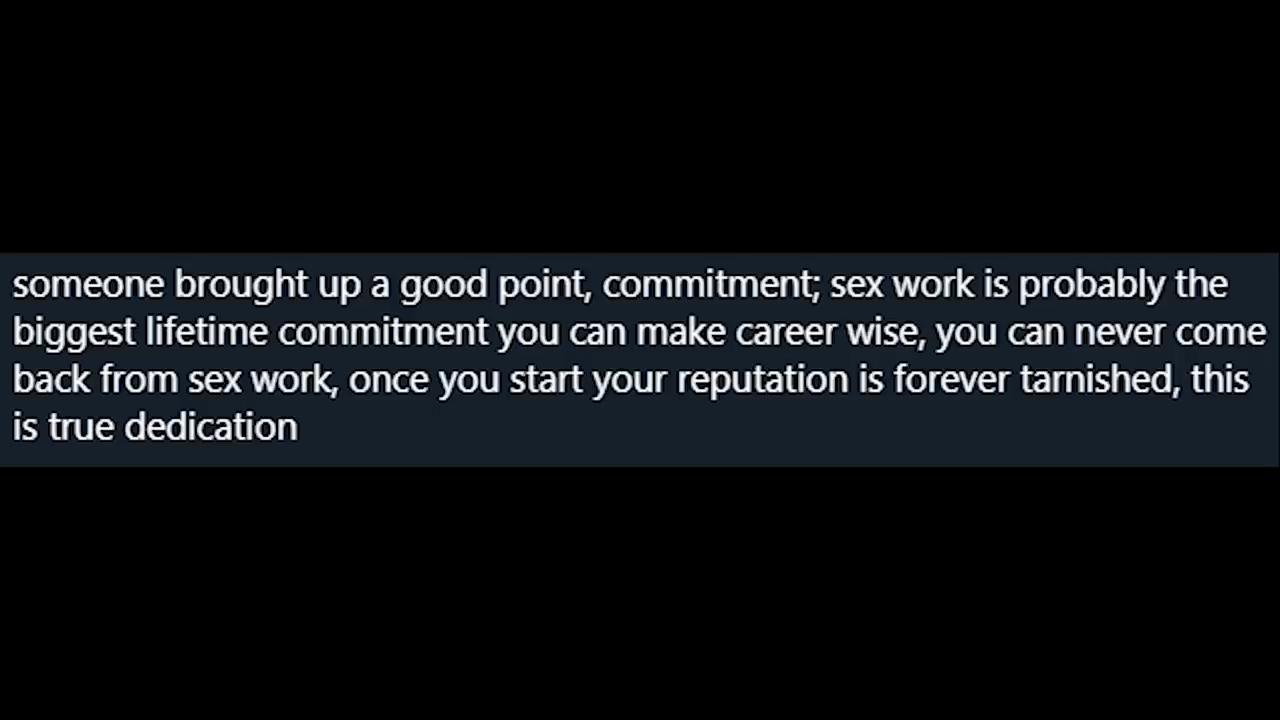 someone brought up a good point, commitment; sex work is probably the
biggest lifetime commitment you can make career wise, you can never come
back from sex work, once you start your reputation is forever tarnished, this
is true dedication